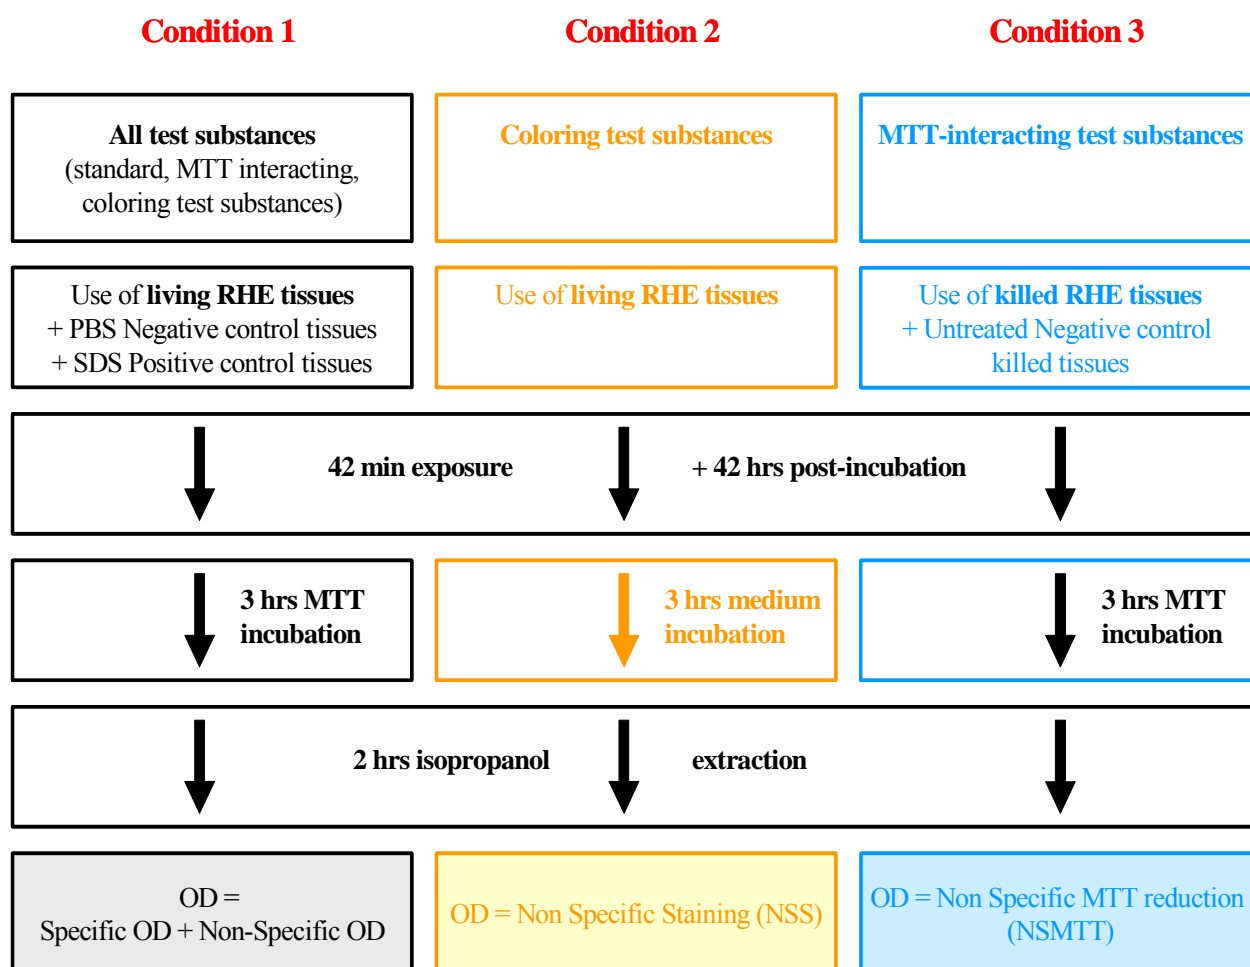 Condition 1
Condition 2
Condition 3
All test substances
(standard, MTT interacting,
coloring test substances)
Coloring test substances
MTT-interacting test substances
Use of living RHE tissues
+ PBS Negative control tissues
+ SDS Positive control tissues
Use of living RHE tissues
Use of killed RHE tissues
+ Untreated Negative control
killed tissues
42 min exposure
+ 42 hrs post-incubation
3 hrs MTT
incubation
3 hrs medium
incubation
3 hrs MTT
incubation
2 hrs isopropanol
extraction
OD =
Specific OD + Non-Specific OD
OD = Non Specific Staining (NSS)
OD = Non Specific MTT reduction
(NSMTT)